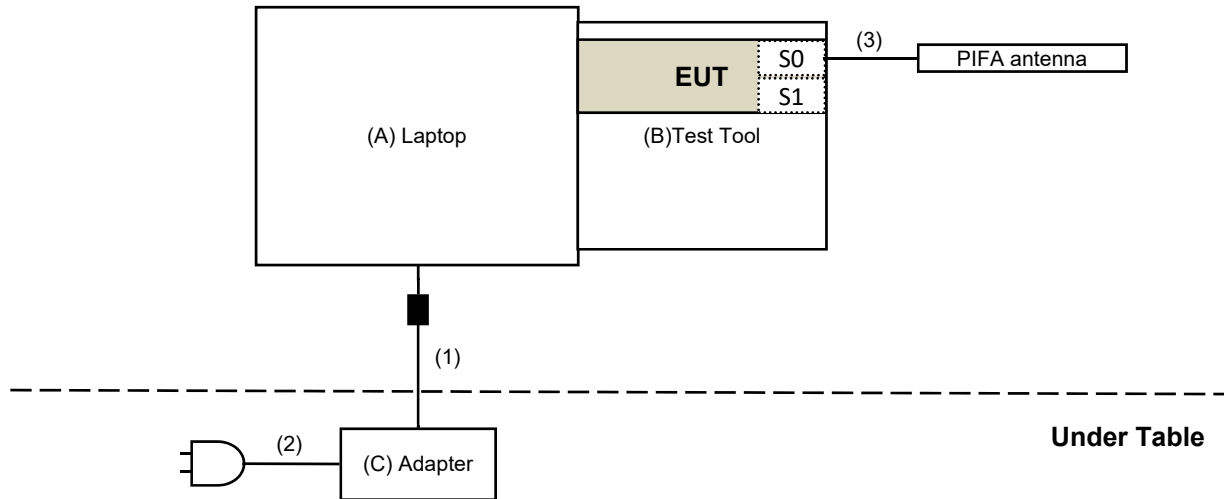 S0
(3)
PIFA antenna
EUT
S1
(A) Laptop
(B)Test Tool
(1)
Under Table
(2)
(C) Adapter